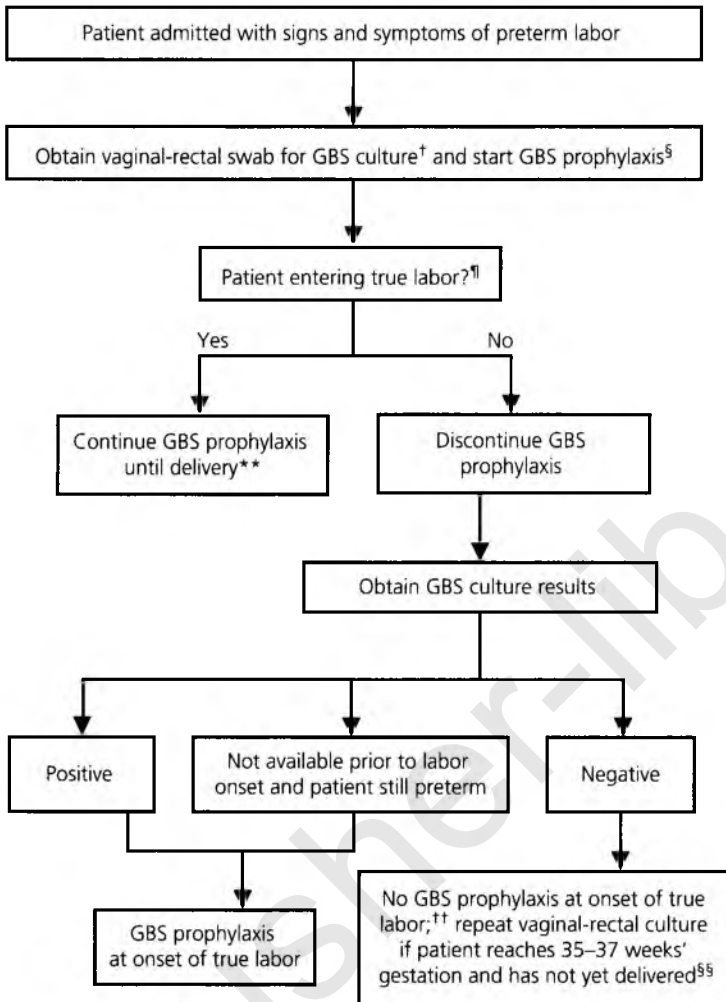 Patient admitted with signs and symptoms of preterm labor
Obtain vaginal-rectal swab for GBS culture† and start GBS prophylaxis§
Patient entering true labor?¶
Yes
No
Continue GBS prophylaxis
until delivery**
Discontinue GBS
prophylaxis
Obtain GBS culture results
Positive
Not available prior to labor
onset and patient still preterm
Negative
GBS prophylaxis
at onset of true labor
No GBS prophylaxis at onset of true
labor;†† repeat vaginal-rectal culture
if patient reaches 35–37 weeks'
gestation and has not yet delivered§§
sher-lib